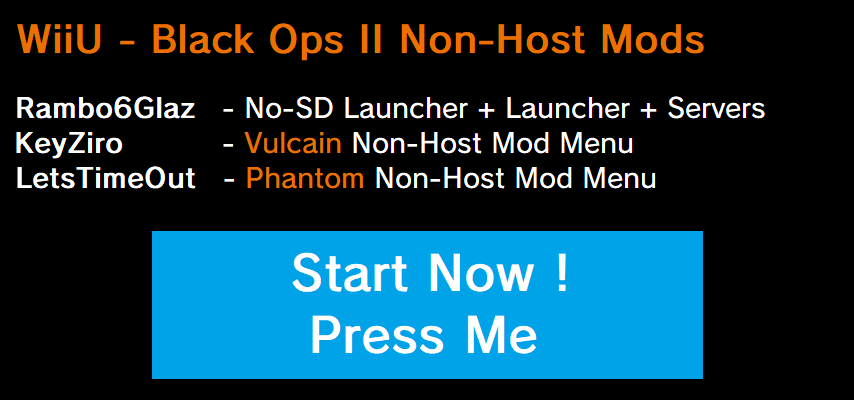 WiiU - Black Ops II Non-Host Mods
Rambo6Glaz - No-SD Launcher + Launcher + Servers
KeyZiro - Vulcain Non-Host Mod Menu
LetsTimeOut - Phantom Non-Host Mod Menu
Start Now !
Press Me